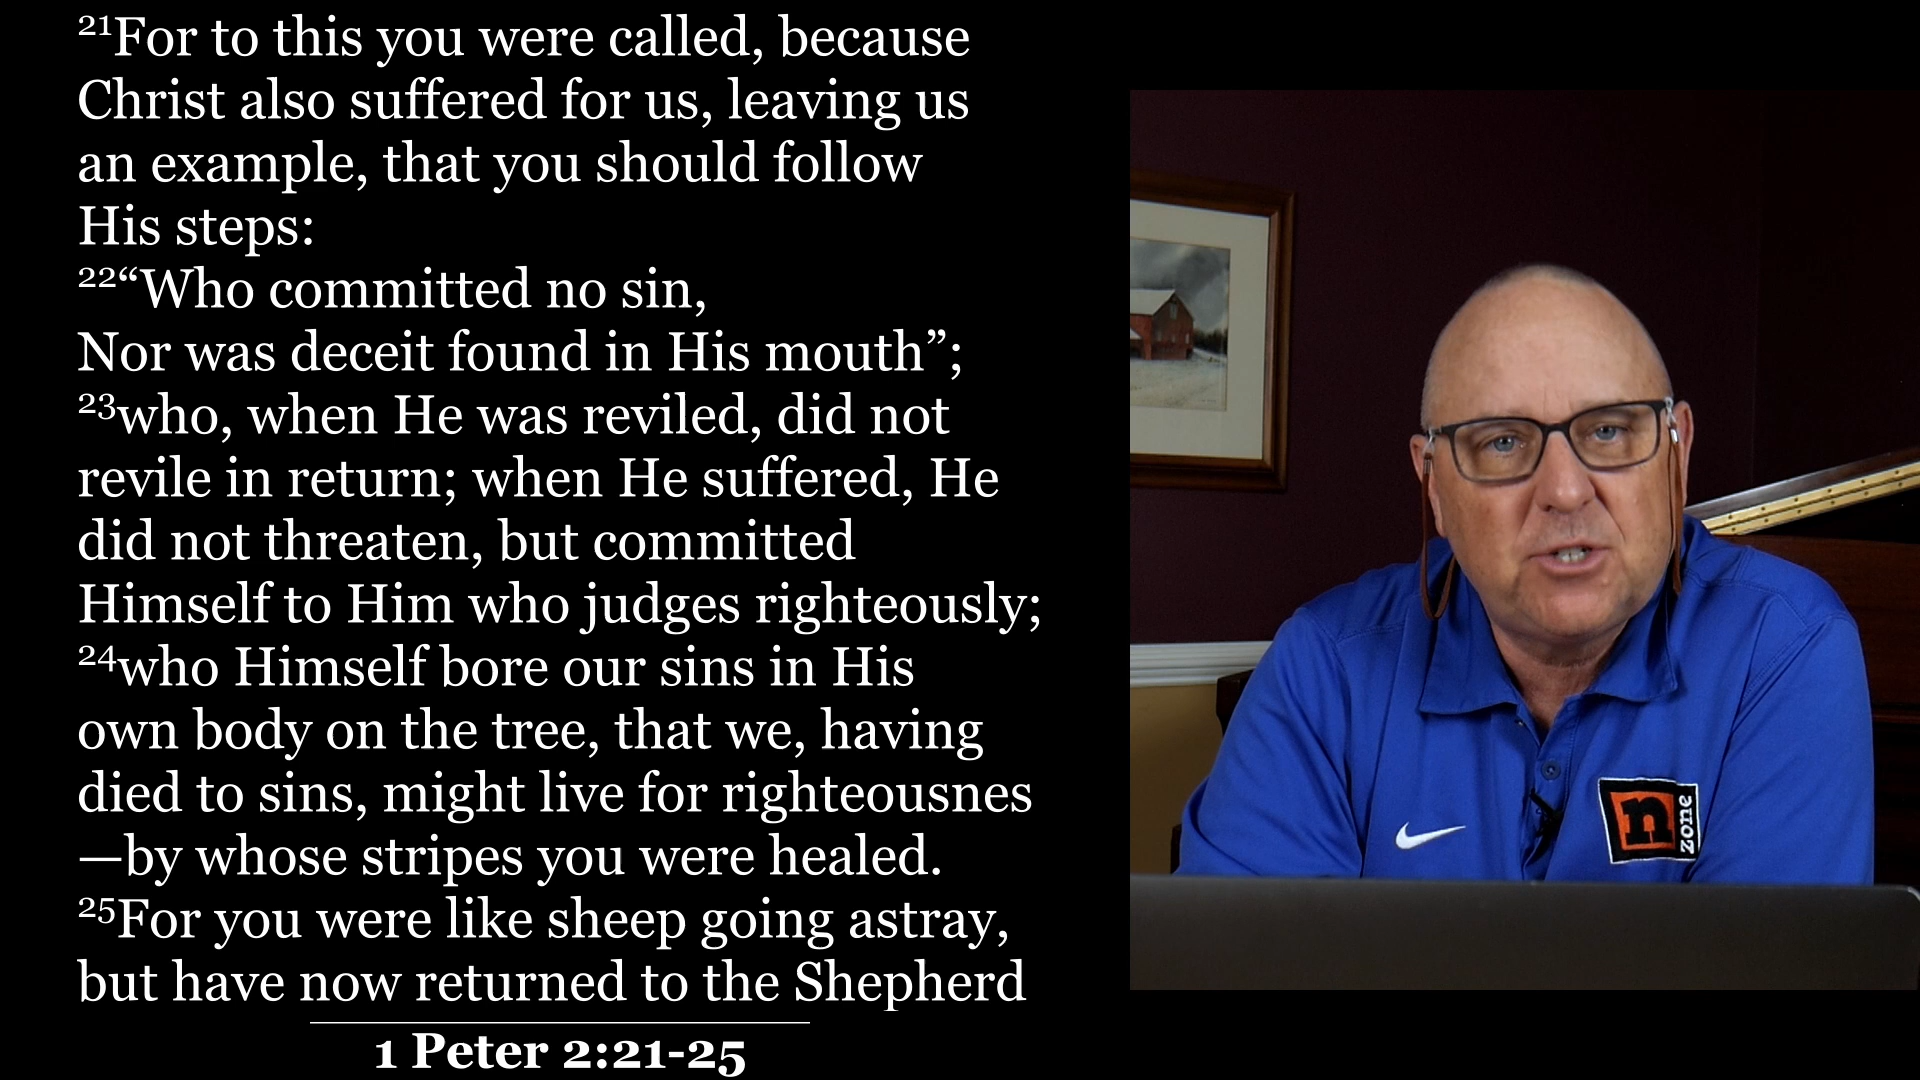 ²¹For to this you were called, because
Christ also suffered for us, leaving us
an example, that you should follow
His steps:
²²“Who committed no sin,
Nor was deceit found in His mouth”;
²³who, when He was reviled, did not
revile in return; when He suffered, He
did not threaten, but committed
Himself to Him who judges righteously;
²⁴who Himself bore our sins in His
own body on the tree, that we, having
died to sins, might live for righteousnes
—by whose stripes you were healed.
²⁵For you were like sheep going astray,
but have now returned to the Shepherd
1 Peter 2:21-25
n zone